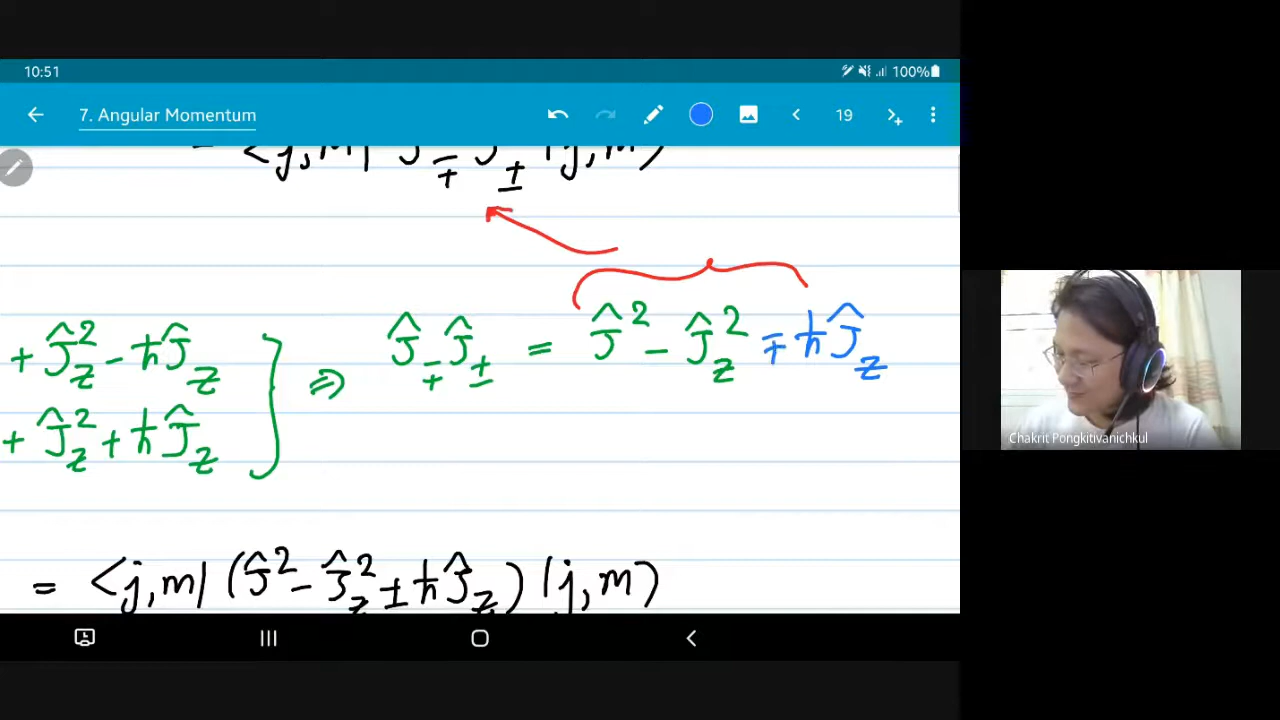 10:51 100%
7. Angular Momentum 19
= <j,m| Ĵ∓ Ĵ± |j,m>
+ Ĵz² - ħĴz
+ Ĵz² + ħĴz
⇒ Ĵ∓Ĵ± = Ĵ² - Ĵz² ∓ ħĴz
= <j,m| (Ĵ² - Ĵz² ± ħĴz) |j,m>
Chakrit Pongkitivanichkul